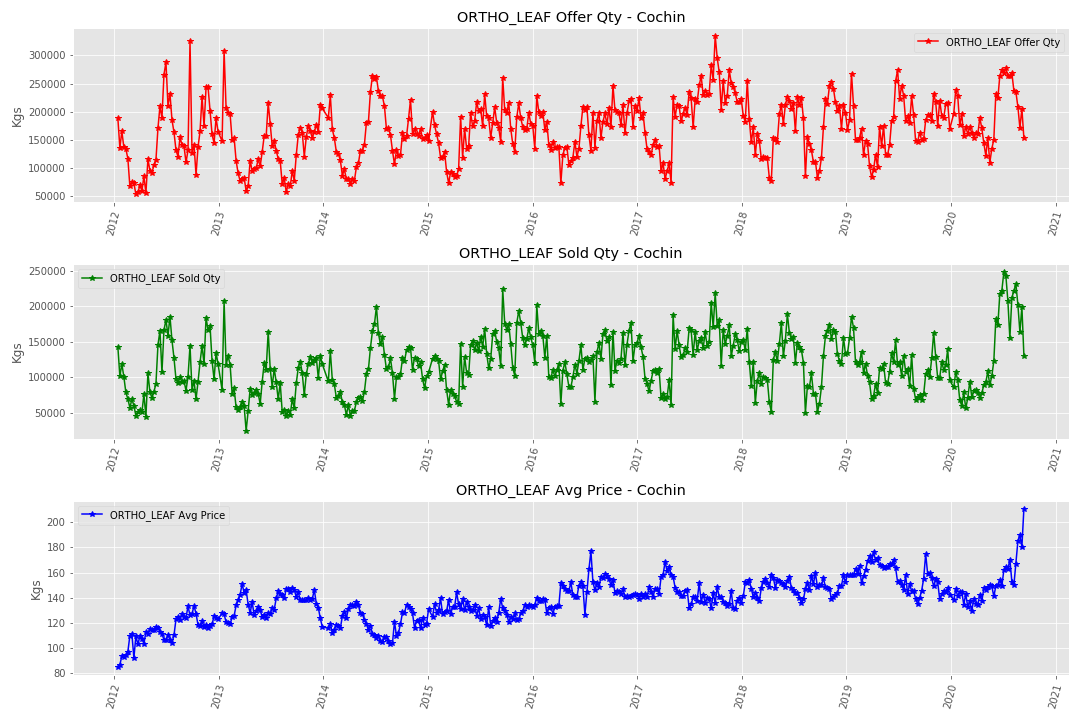 ORTHO_LEAF Offer Qty - Cochin
ORTHO_LEAF Offer Qty
300000
250000
200000
150000
100000
50000
Kgs
2012 2013 2014 2015 2016 2017 2018 2019 2020 2021
ORTHO_LEAF Sold Qty - Cochin
ORTHO_LEAF Sold Qty
250000
200000
150000
100000
50000
Kgs
2012 2013 2014 2015 2016 2017 2018 2019 2020 2021
ORTHO_LEAF Avg Price - Cochin
ORTHO_LEAF Avg Price
200
180
160
140
120
100
80
Kgs
2012 2013 2014 2015 2016 2017 2018 2019 2020 2021